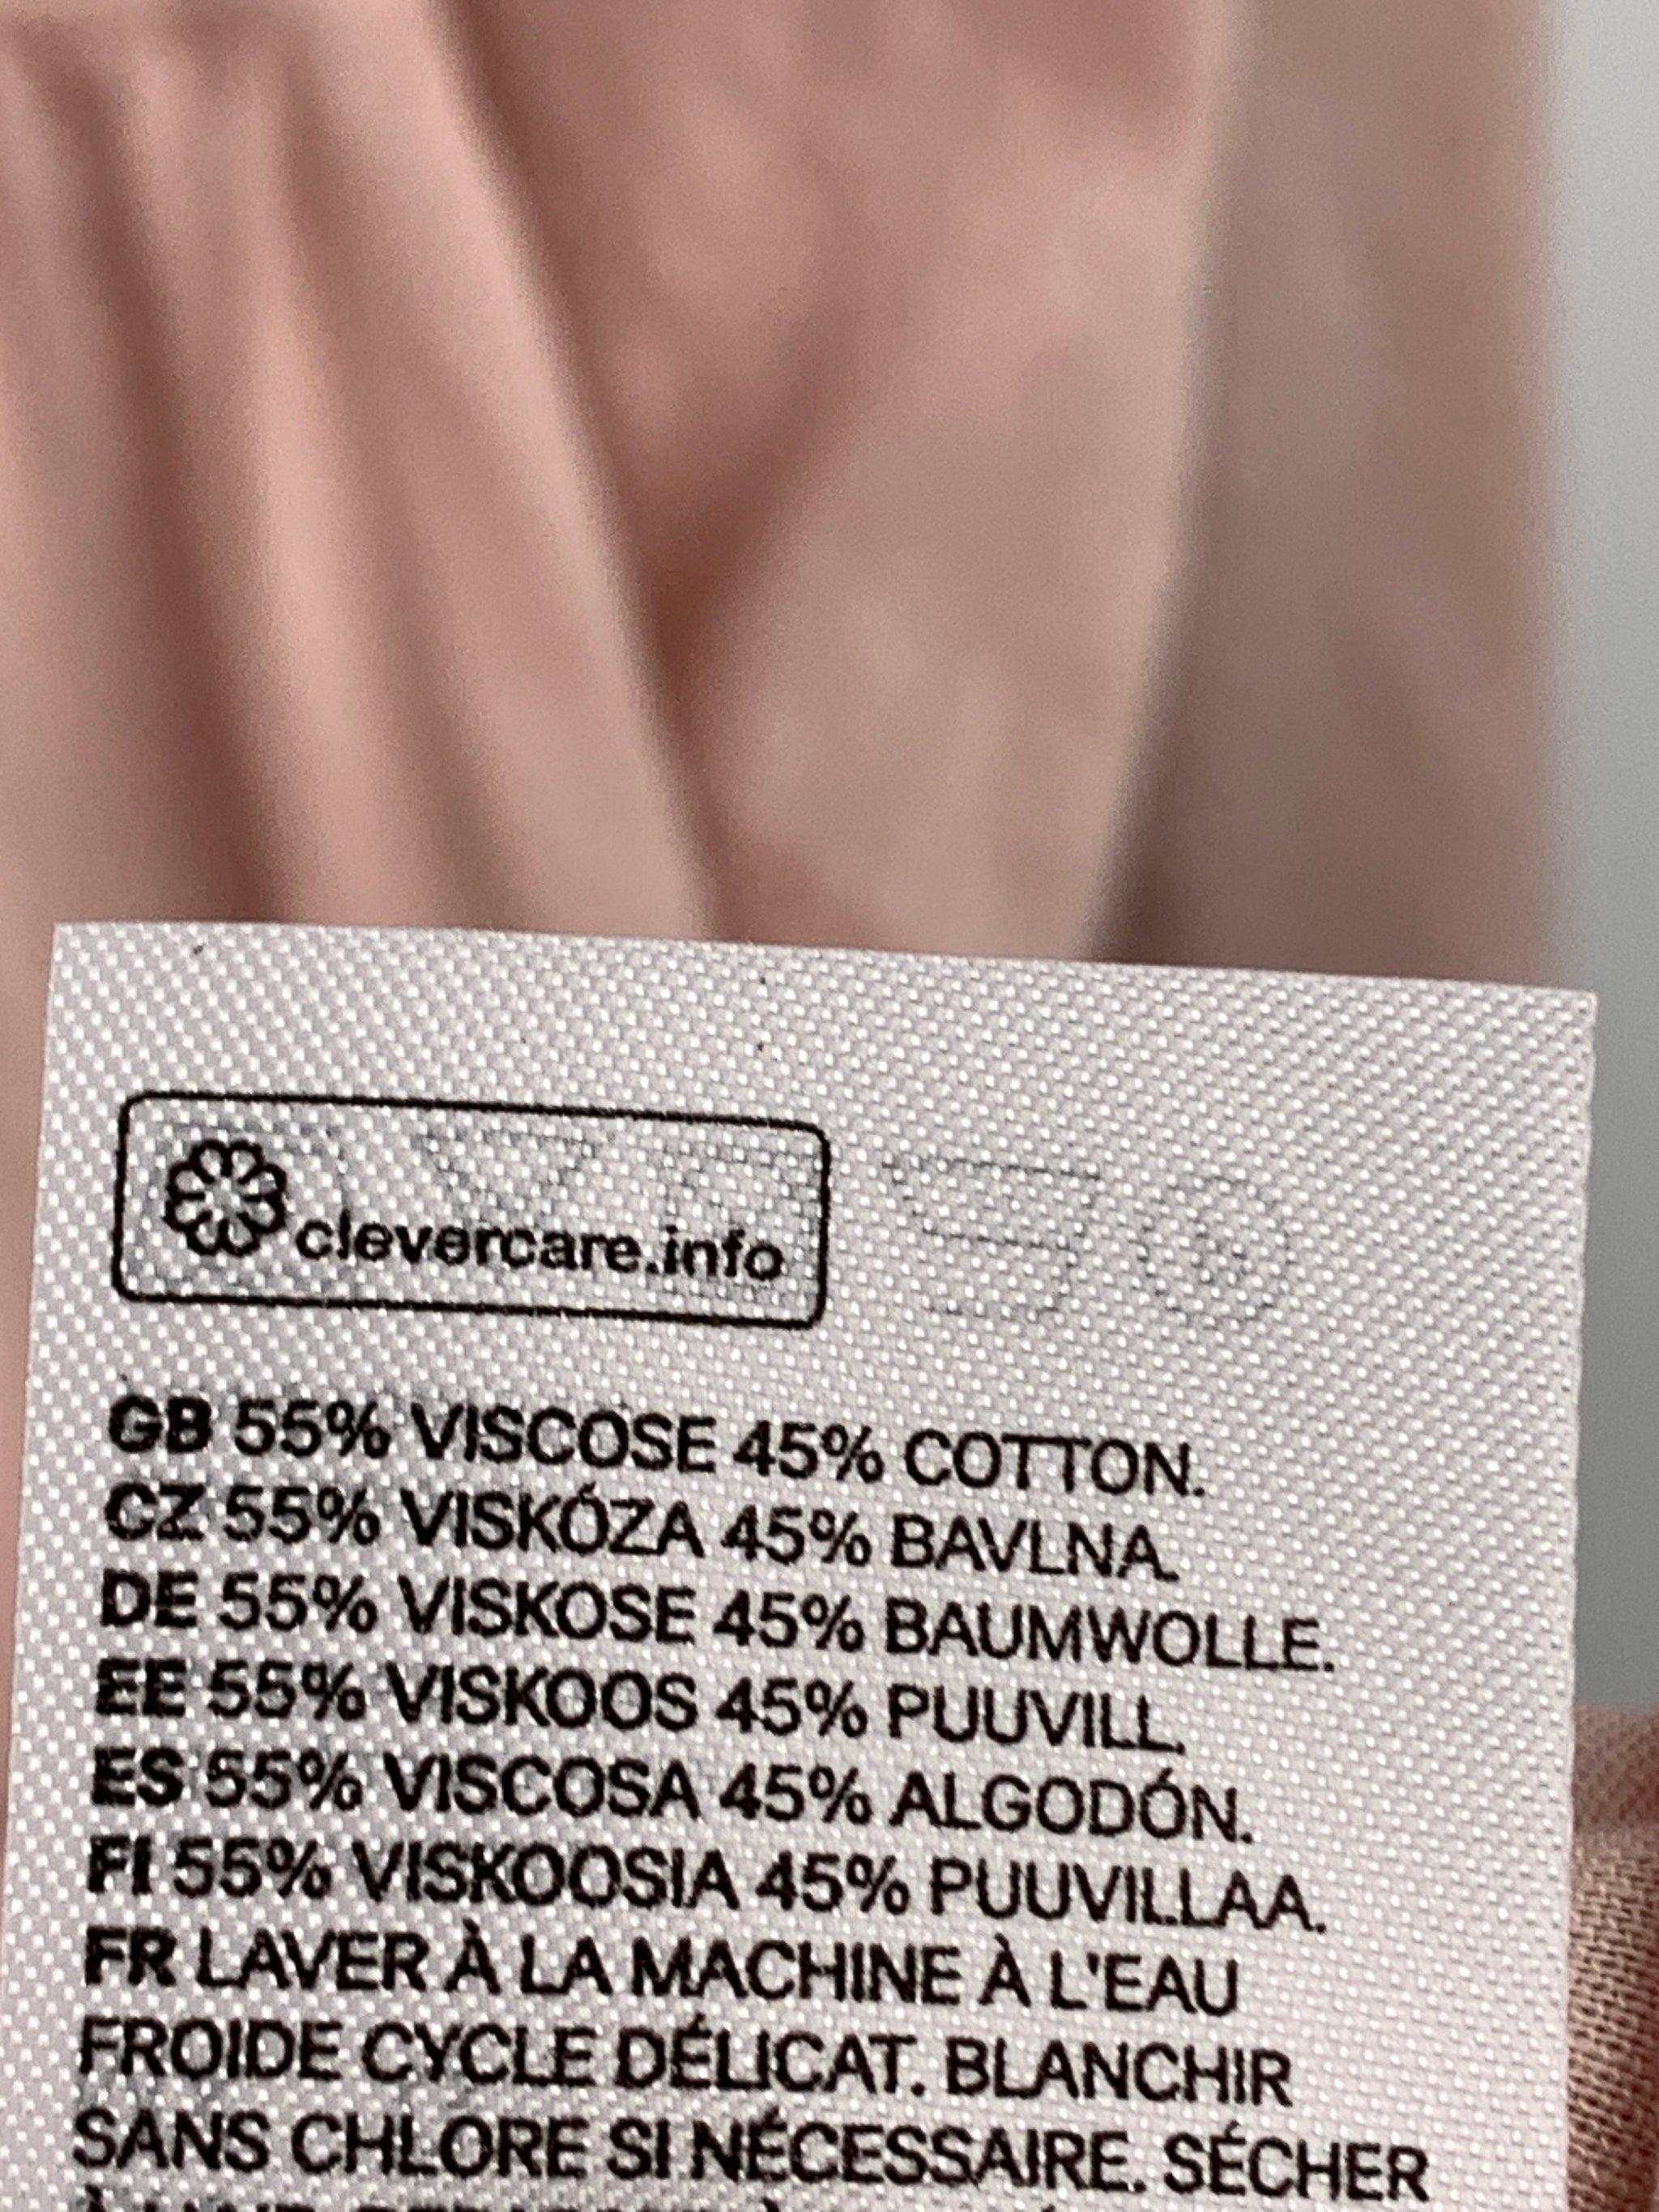 clevercare.info
GB 55% VISCOSE 45% COTTON.
CZ 55% VISKÓZA 45% BAVLNA.
DE 55% VISKOSE 45% BAUMWOLLE.
EE 55% VISKOOS 45% PUUVILL.
ES 55% VISCOSA 45% ALGODÓN.
FI 55% VISKOOSIA 45% PUUVILLAA.
FR LAVER À LA MACHINE À L'EAU
FROIDE CYCLE DÉLICAT. BLANCHIR
SANS CHLORE SI NÉCESSAIRE. SÉCHER